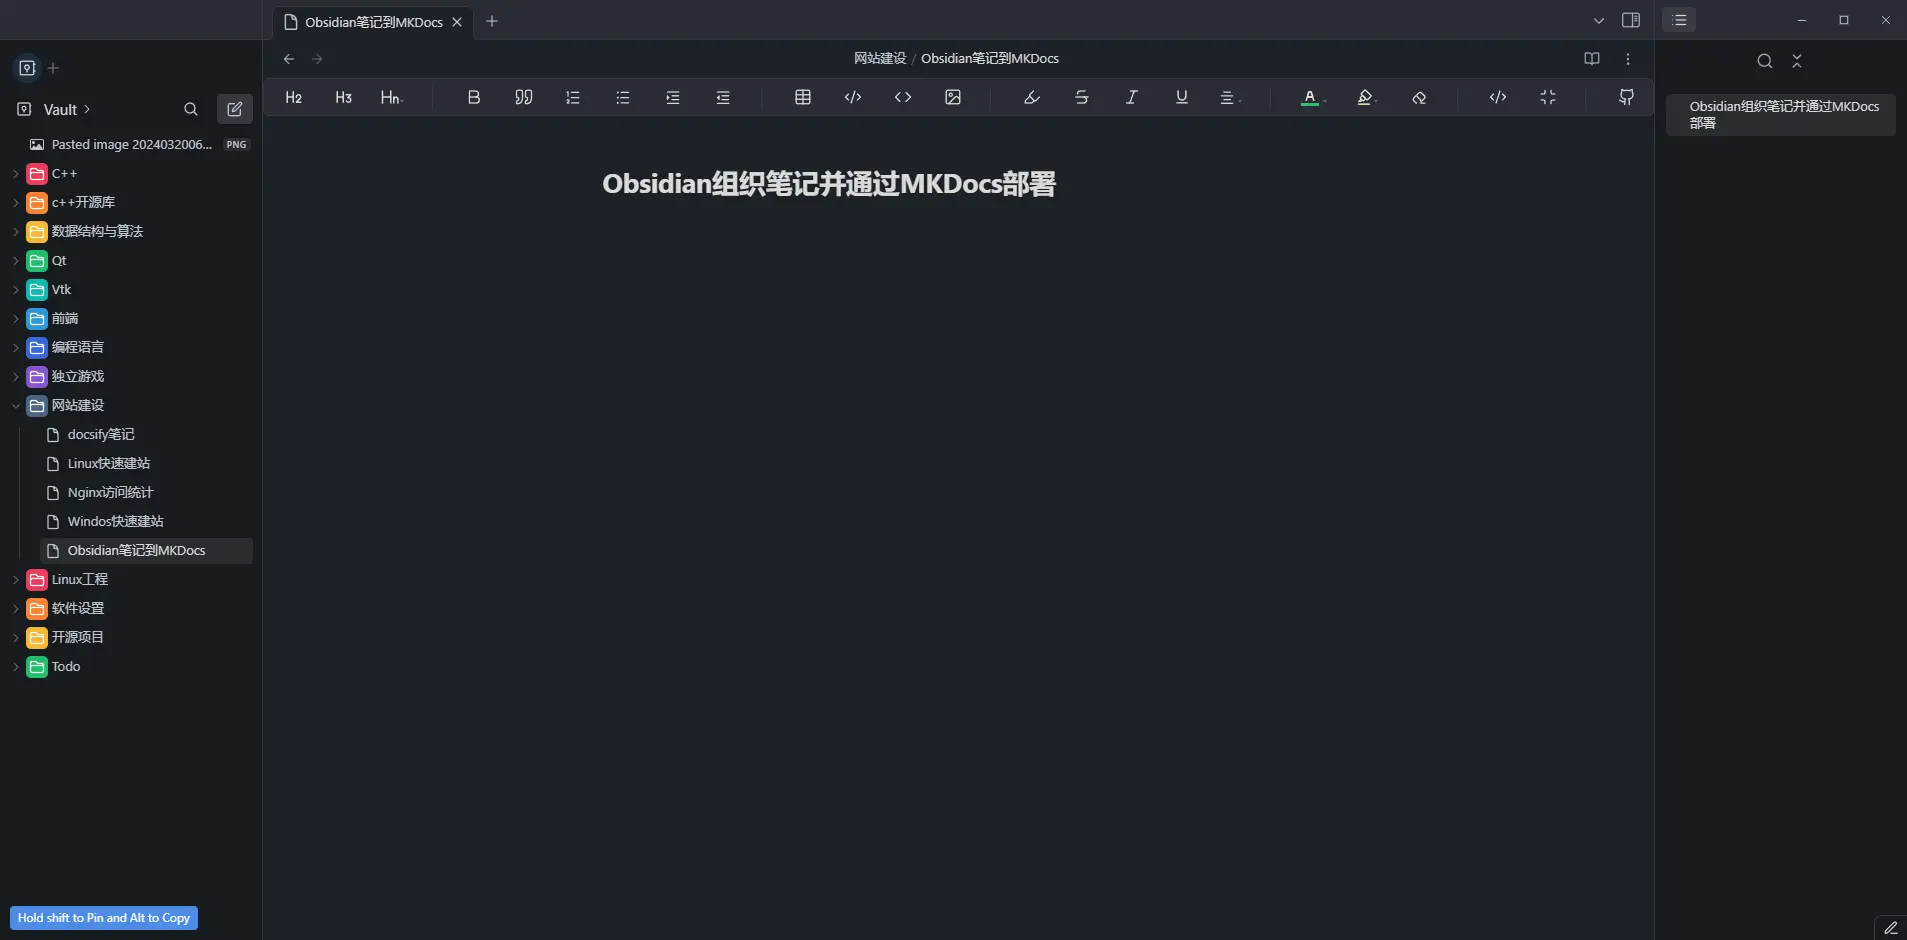 Obsidian笔记到MKDocs
网站建设 / Obsidian笔记到MKDocs
Vault
H2 H3 Hn B A
Pasted image 2024032006... PNG
C++
c++开源库
数据结构与算法
Qt
Vtk
前端
编程语言
独立游戏
网站建设
docsify笔记
Linux快速建站
Nginx访问统计
Windos快速建站
Obsidian笔记到MKDocs
Linux工程
软件设置
开源项目
Todo
Hold shift to Pin and Alt to Copy
Obsidian组织笔记并通过MKDocs部署
Obsidian组织笔记并通过MKDocs
部署